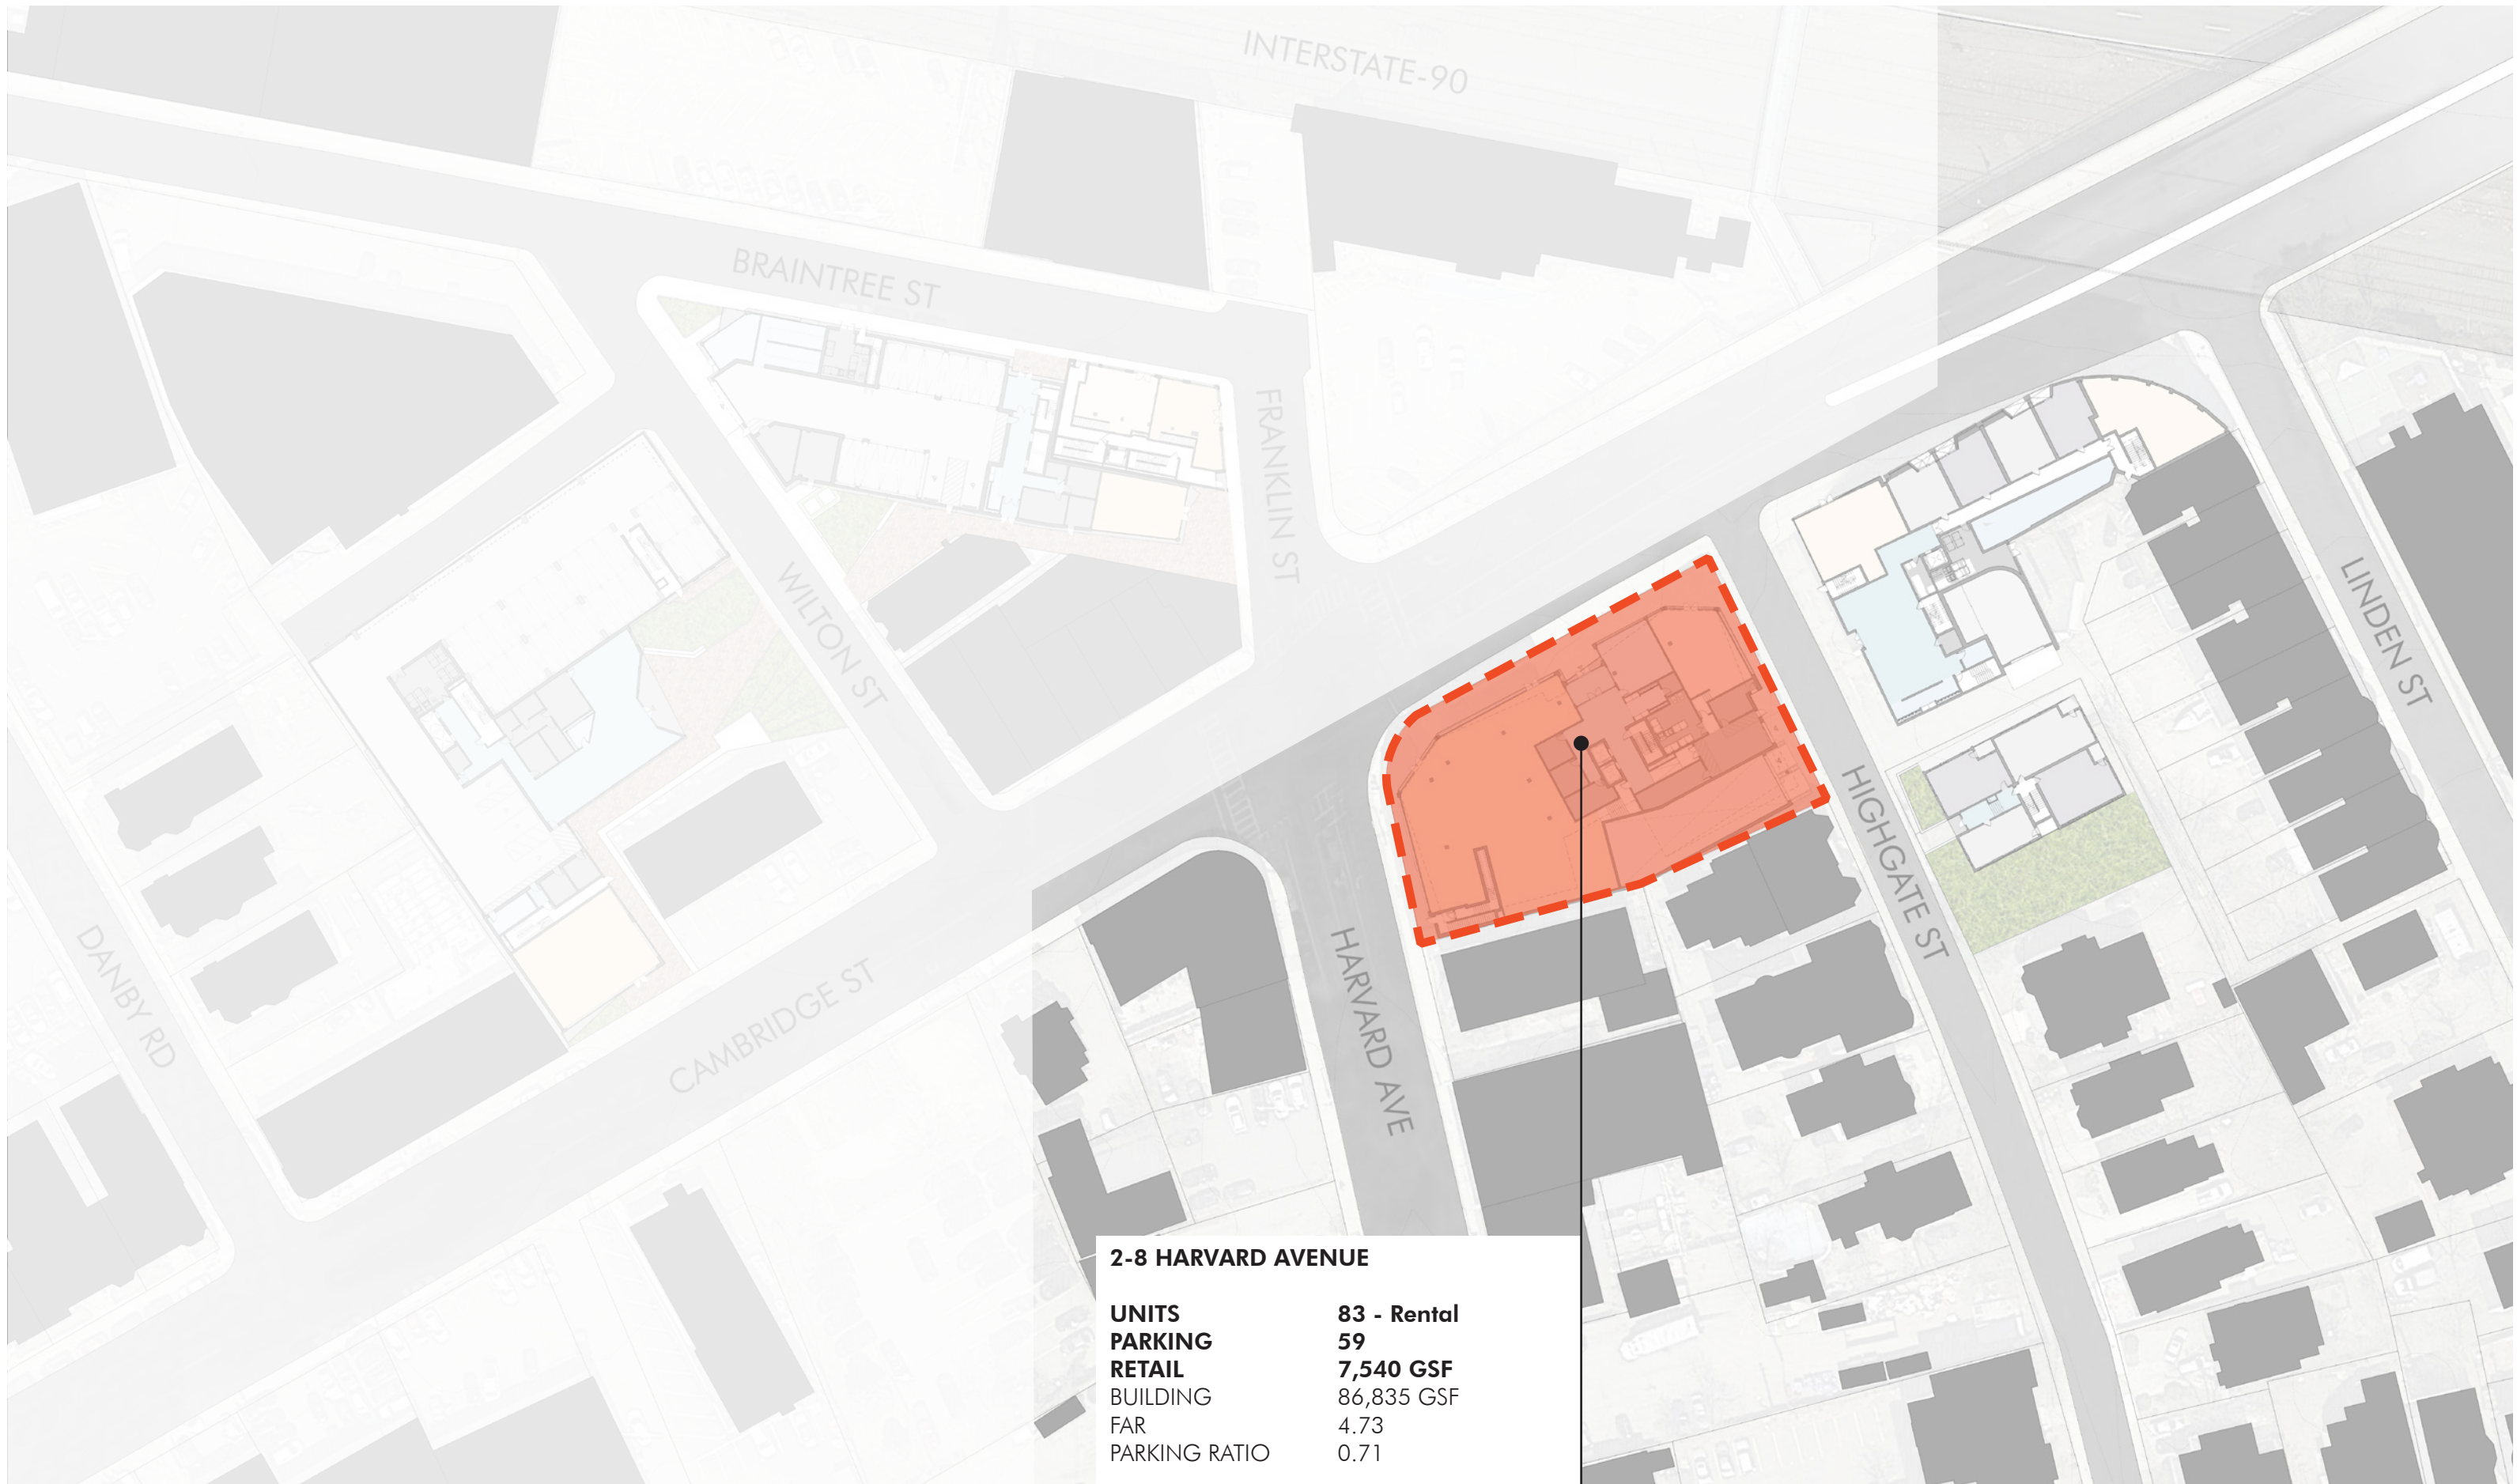 INTERSTATE-90
BRAINTREE ST
FRANKLIN ST
WILTON ST
LINDEN ST
HIGHGATE ST
DANBY RD
CAMBRIDGE ST
HARVARD AVE
2-8 HARVARD AVENUE
UNITS 83 - Rental
PARKING 59
RETAIL 7,540 GSF
BUILDING 86,835 GSF
FAR 4.73
PARKING RATIO 0.71